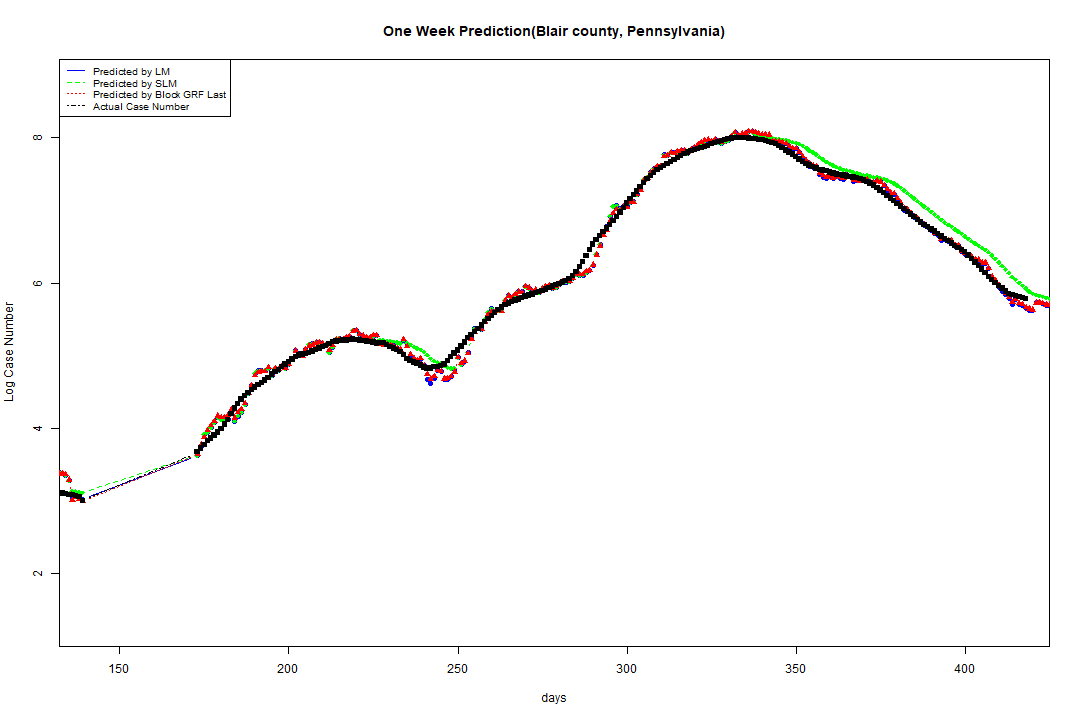 One Week Prediction(Blair county, Pennsylvania)
Predicted by LM
Predicted by SLM
Predicted by Block GRF Last
Actual Case Number
8
6
4
2
Log Case Number
150 200 250 300 350 400
days